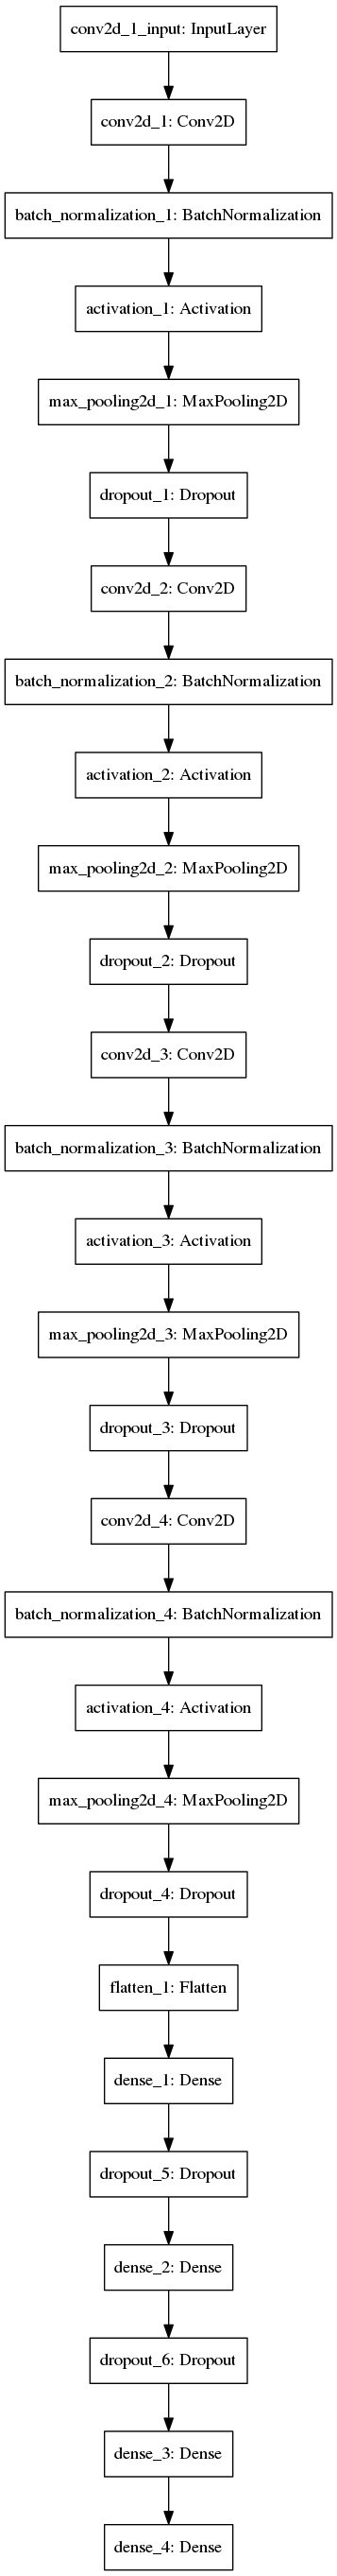 conv2d_1_input: InputLayer
conv2d_1: Conv2D
batch_normalization_1: BatchNormalization
activation_1: Activation
max_pooling2d_1: MaxPooling2D
dropout_1: Dropout
conv2d_2: Conv2D
batch_normalization_2: BatchNormalization
activation_2: Activation
max_pooling2d_2: MaxPooling2D
dropout_2: Dropout
conv2d_3: Conv2D
batch_normalization_3: BatchNormalization
activation_3: Activation
max_pooling2d_3: MaxPooling2D
dropout_3: Dropout
conv2d_4: Conv2D
batch_normalization_4: BatchNormalization
activation_4: Activation
max_pooling2d_4: MaxPooling2D
dropout_4: Dropout
flatten_1: Flatten
dense_1: Dense
dropout_5: Dropout
dense_2: Dense
dropout_6: Dropout
dense_3: Dense
dense_4: Dense